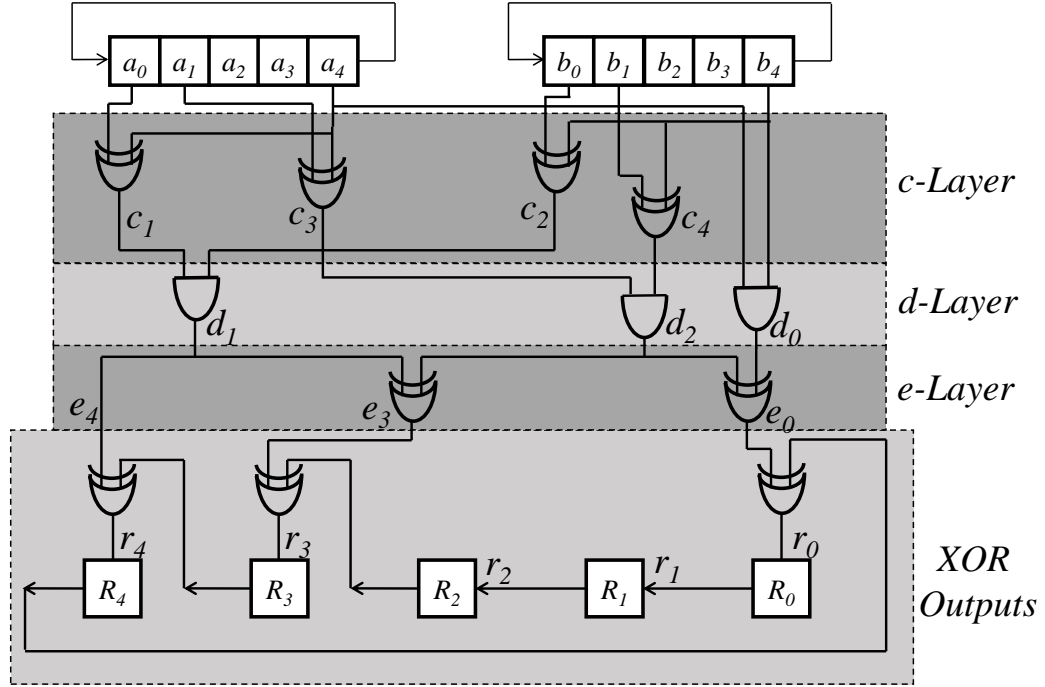 a₀ a₁ a₂ a₃ a₄ b₀ b₁ b₂ b₃ b₄
c-Layer
c₁ c₃ c₂ c₄
d-Layer
d₁ d₂ d₀
e-Layer
e₄ e₃ e₀
r₄ r₃ r₂ r₁ r₀
R₄ R₃ R₂ R₁ R₀
XOR
Outputs